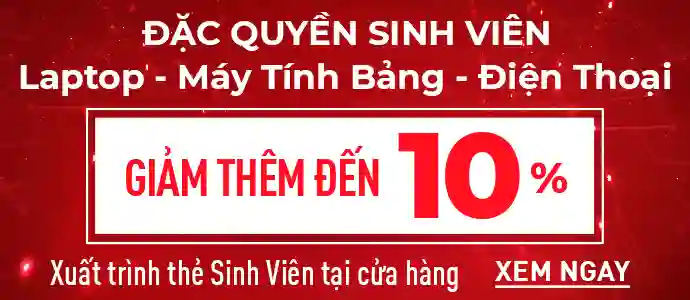 ĐẶC QUYỀN SINH VIÊN
Laptop - Máy Tính Bảng - Điện Thoại
GIẢM THÊM ĐẾN 10%
Xuất trình thẻ Sinh Viên tại cửa hàng XEM NGAY